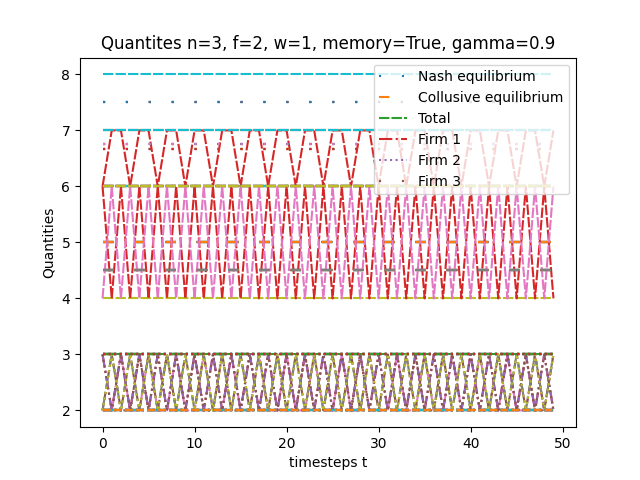 Quantites n=3, f=2, w=1, memory=True, gamma=0.9
Quantities
8
7
6
5
4
3
2
Nash equilibrium
Collusive equilibrium
Total
Firm 1
Firm 2
Firm 3
0 10 20 30 40 50
timesteps t